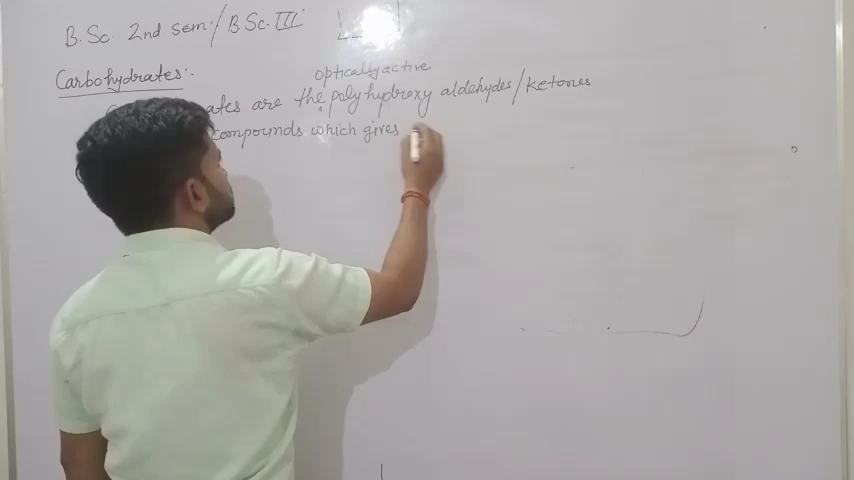 B.Sc. 2nd sem./B.Sc. III
Carbohydrates:.
optically active
ates are the polyhydroxy aldehydes/ketones
compounds which gives